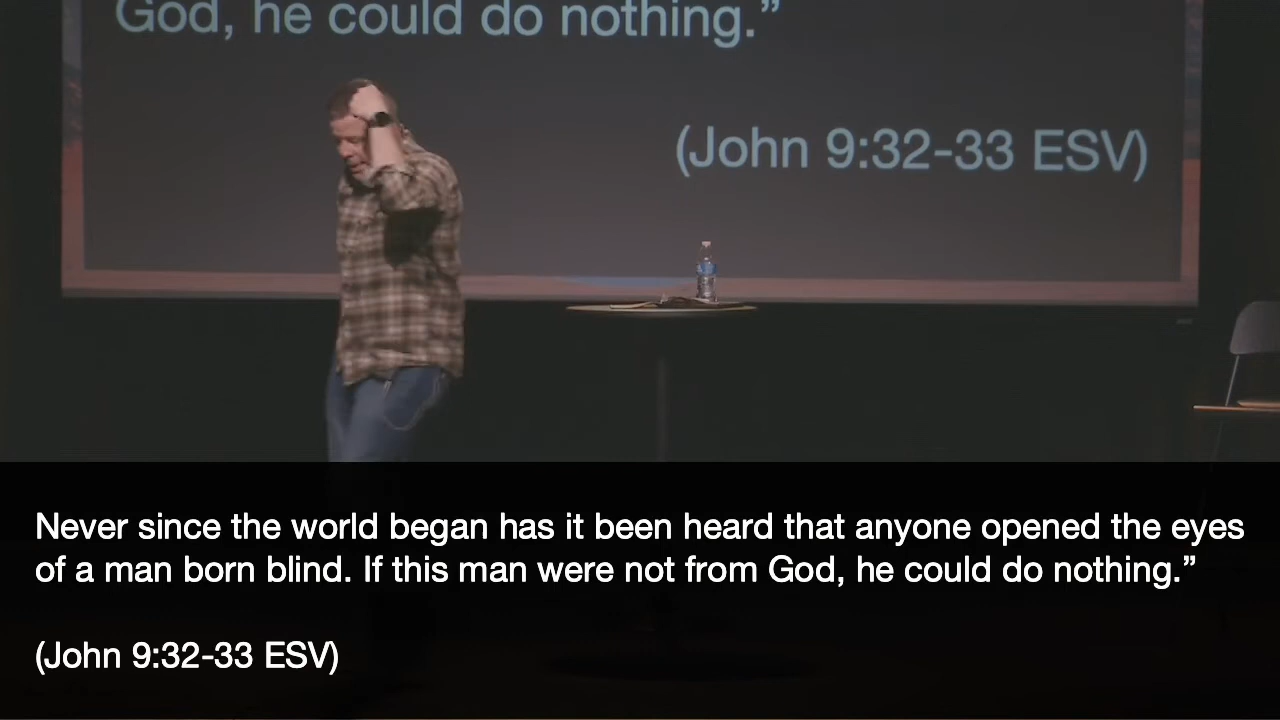 God, he could do nothing.”
(John 9:32-33 ESV)
Never since the world began has it been heard that anyone opened the eyes
of a man born blind. If this man were not from God, he could do nothing.”
(John 9:32-33 ESV)